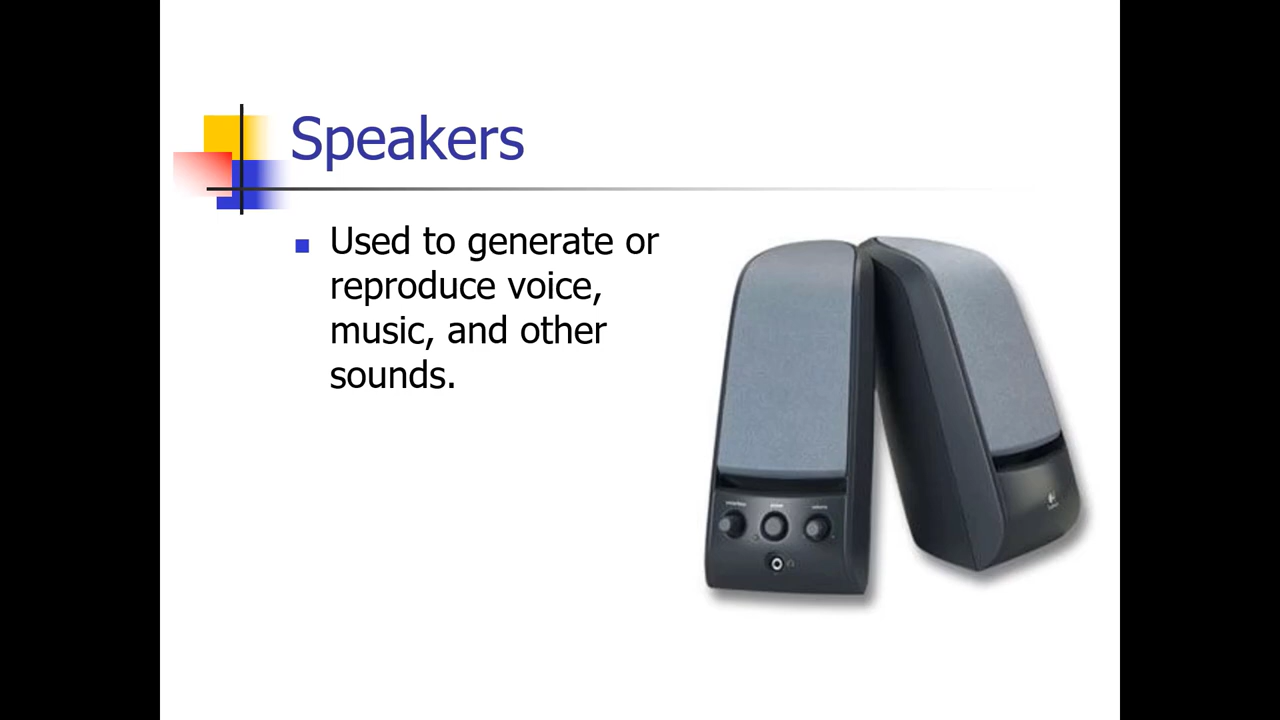 Speakers
Used to generate or
reproduce voice,
music, and other
sounds.